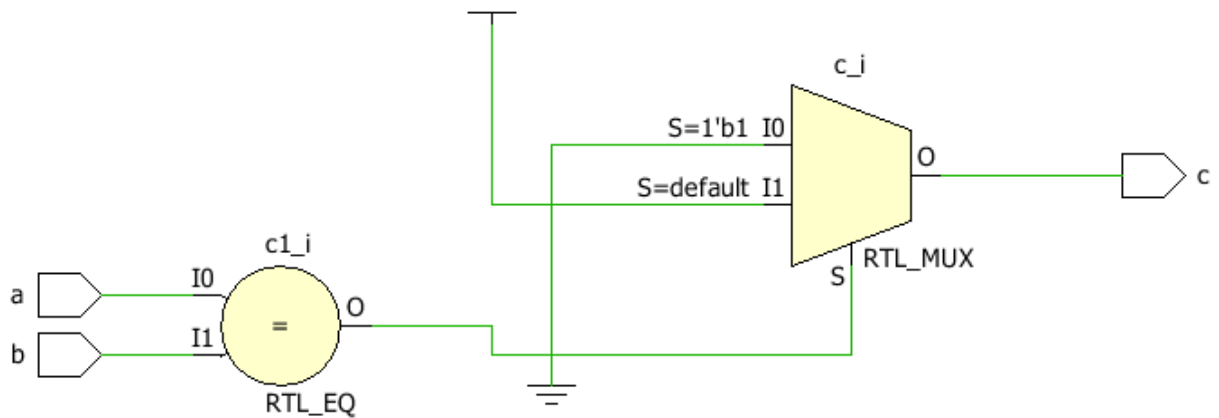 c_i
S=1'b1 I0
O
c
S=default I1
c1_i
RTL_MUX
S
a
I0
O
=
b
I1
RTL_EQ